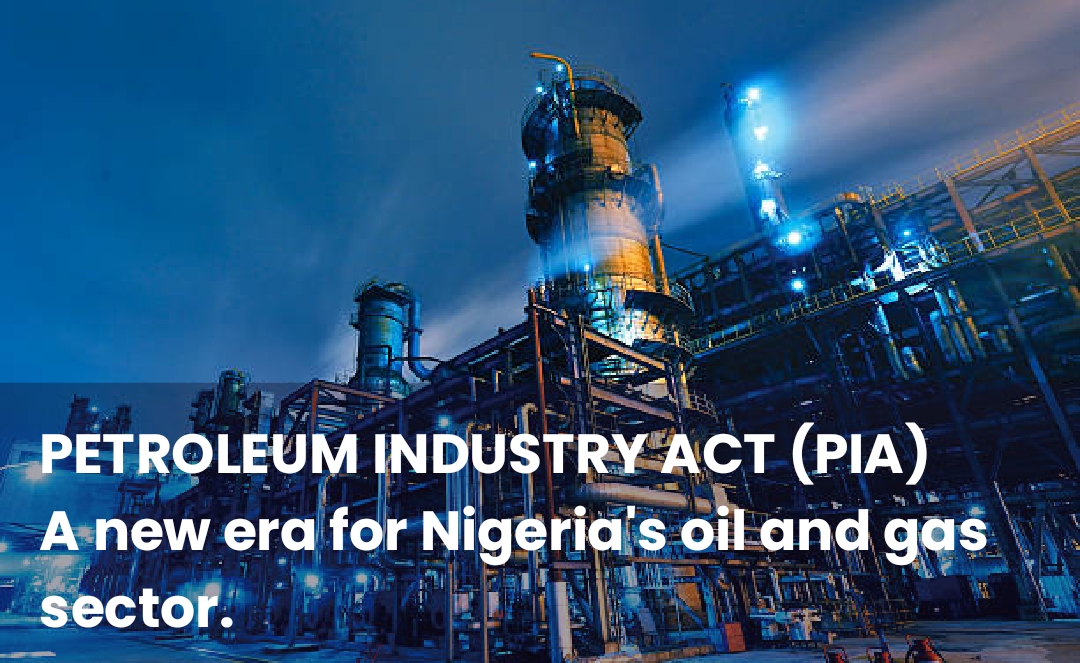 PETROLEUM INDUSTRY ACT (PIA)
A new era for Nigeria's oil and gas
sector.